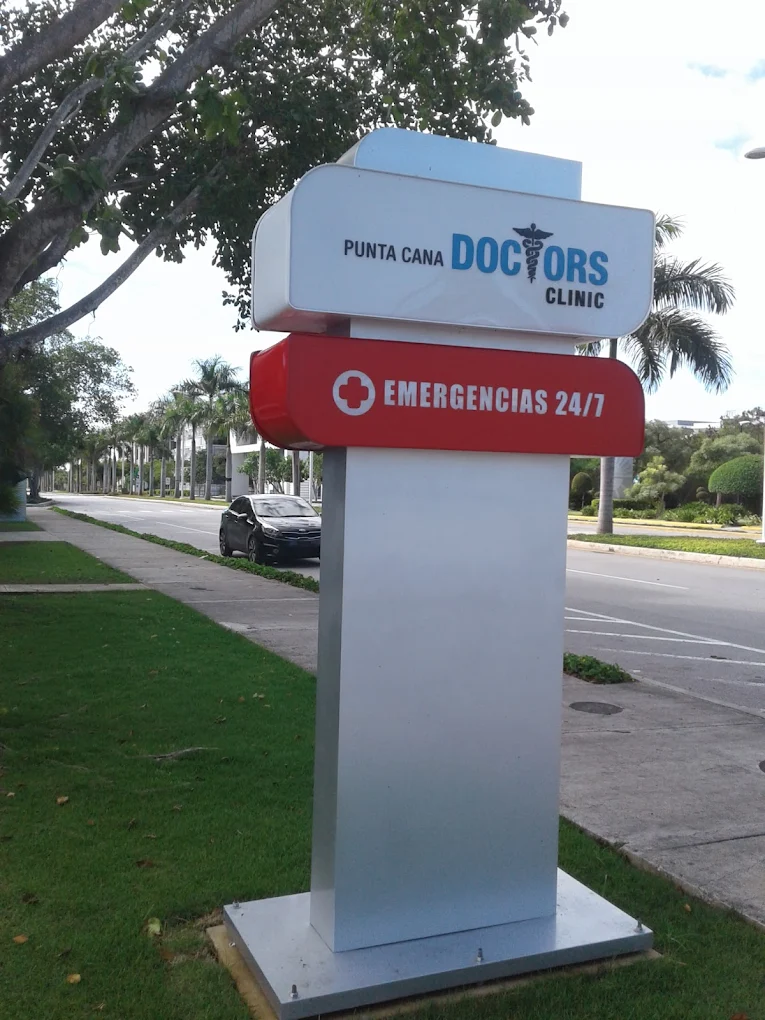 PUNTA CANA DOCTORS
CLINIC
EMERGENCIAS 24/7